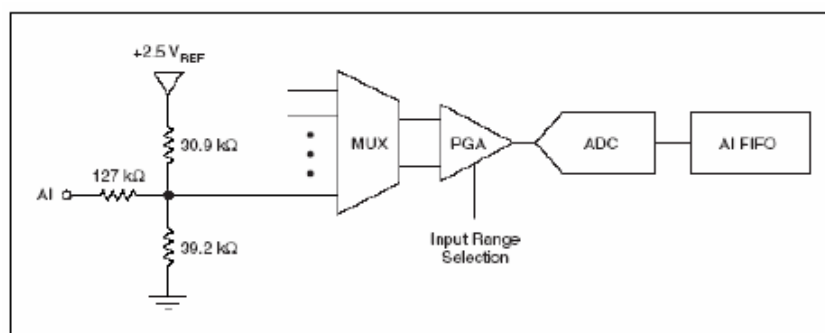 +2.5 VREF
30.9 kΩ
127 kΩ
AI
39.2 kΩ
MUX
PGA
ADC
AI FIFO
Input Range
Selection